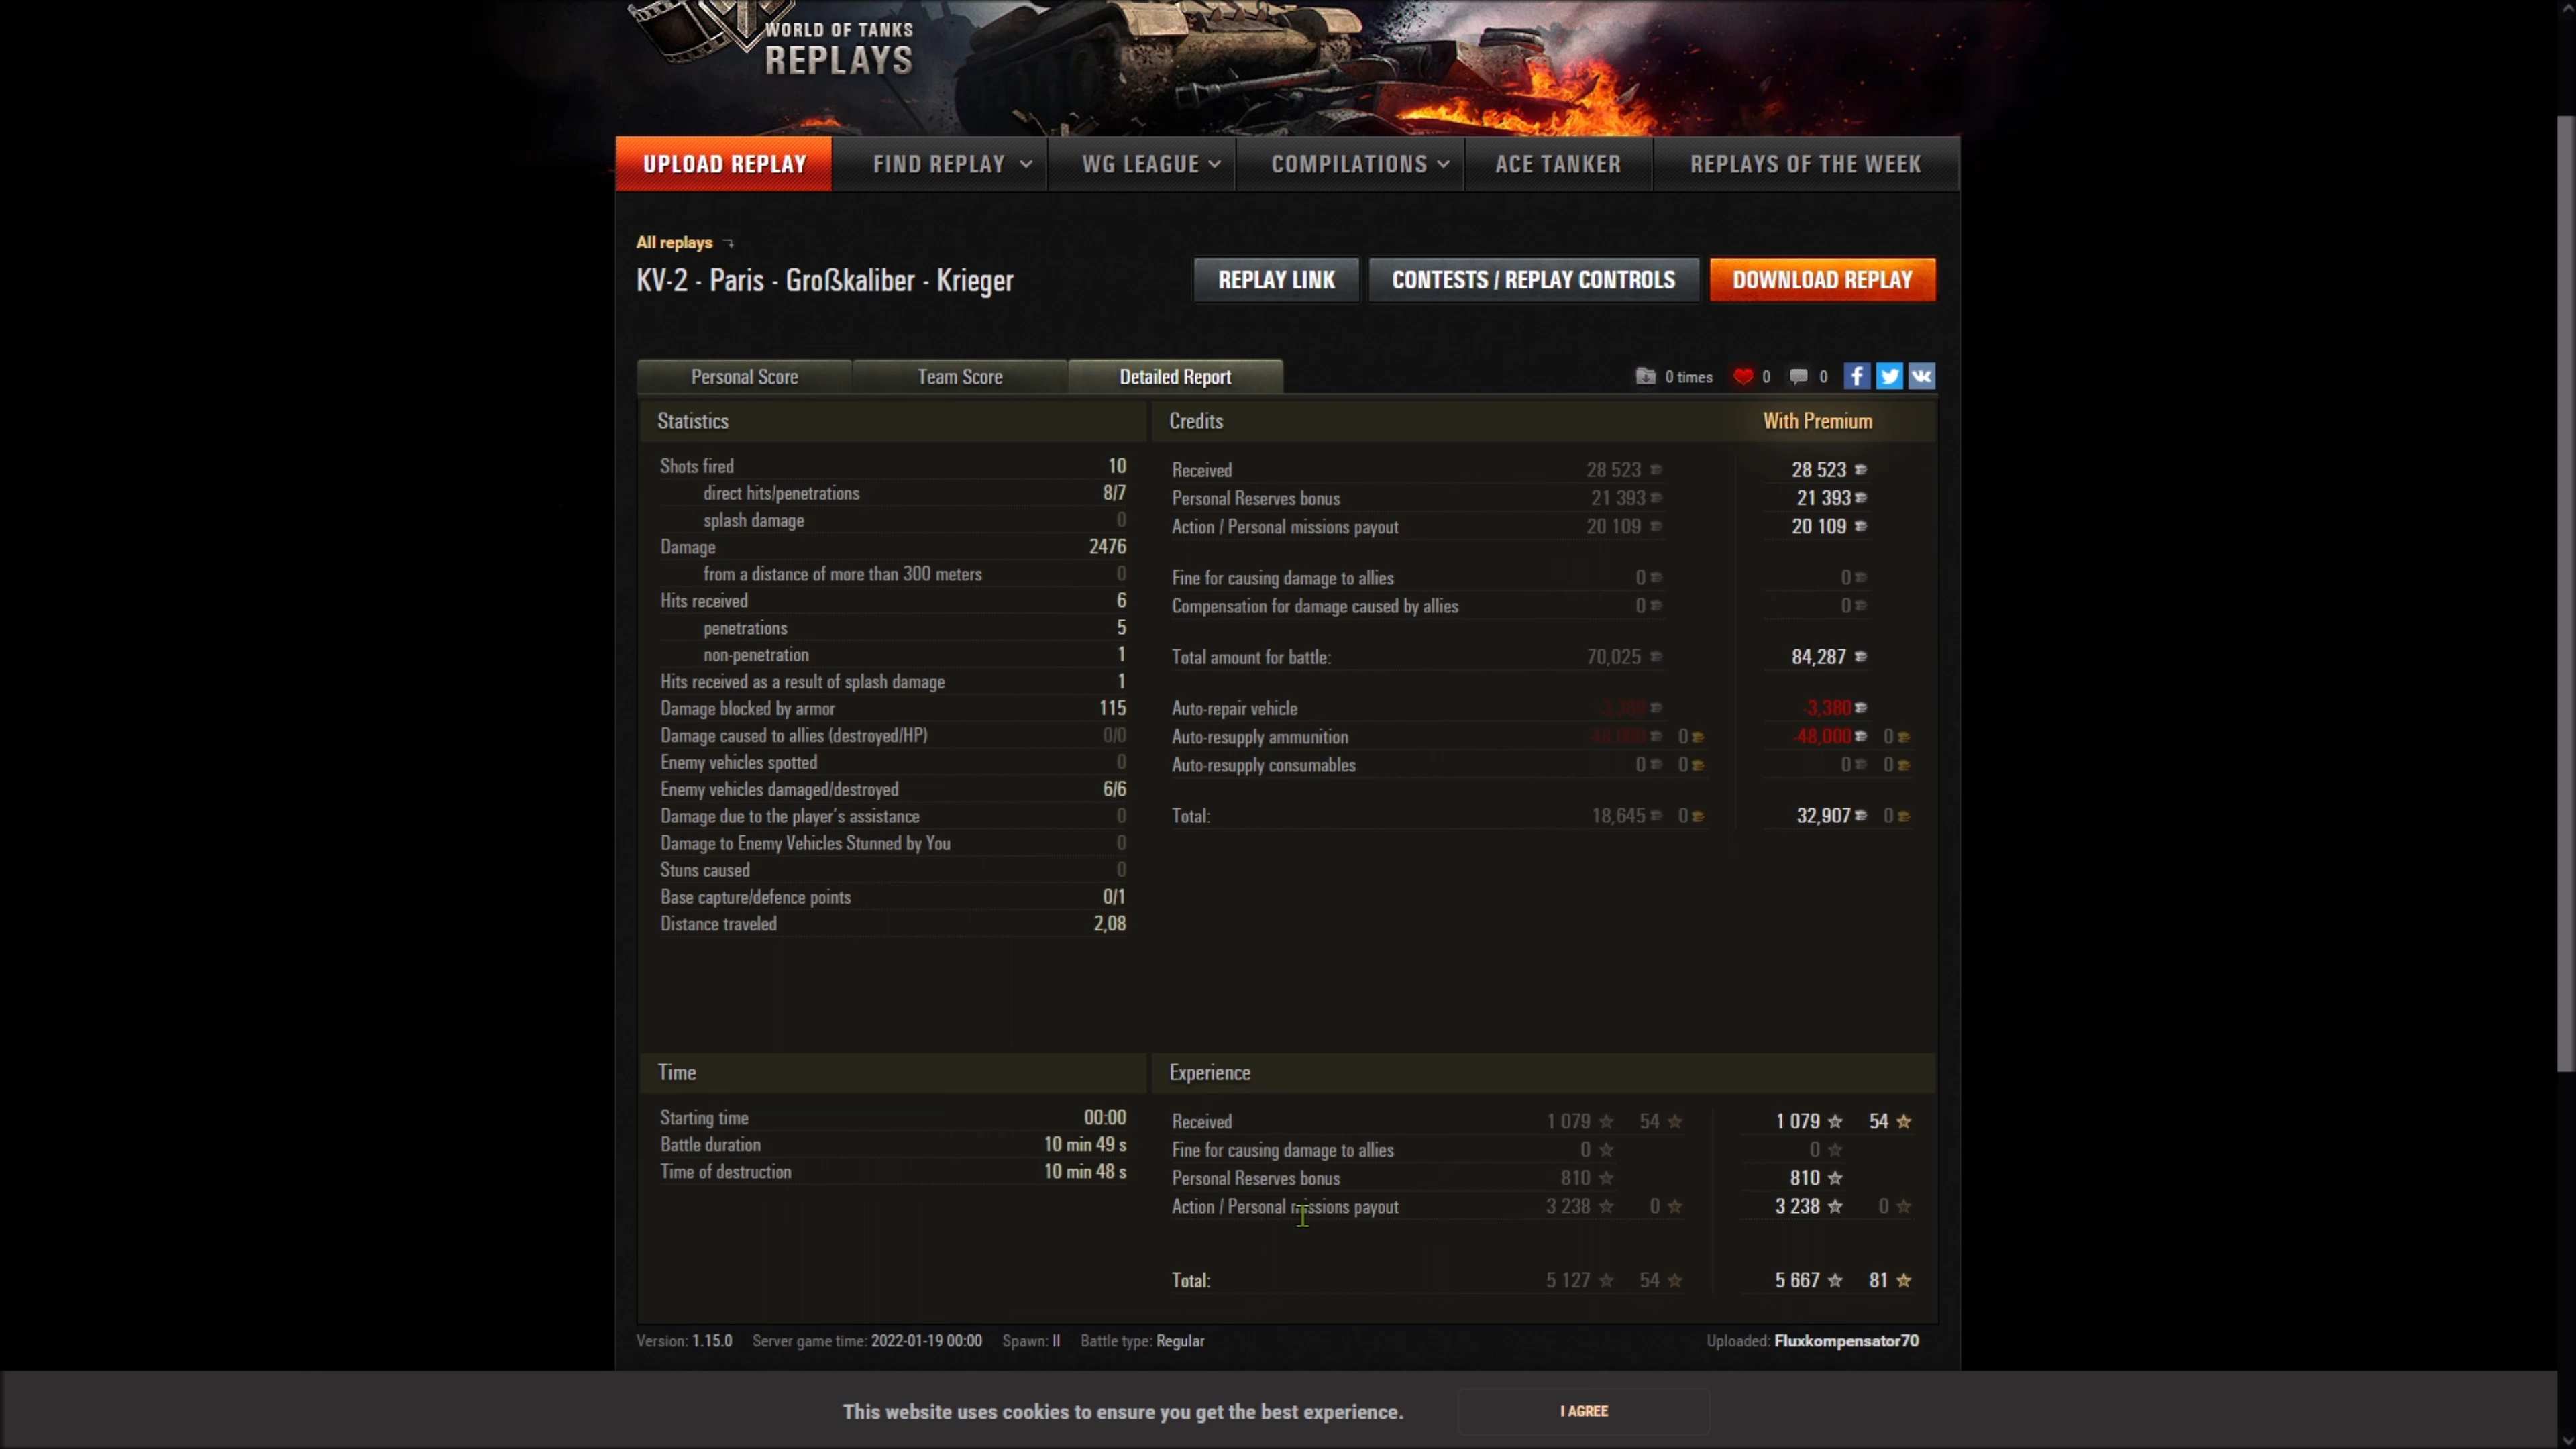 WORLD OF TANKS
REPLAYS
UPLOAD REPLAY FIND REPLAY WG LEAGUE COMPILATIONS ACE TANKER REPLAYS OF THE WEEK
All replays
KV-2 - Paris - Großkaliber - Krieger
REPLAY LINK CONTESTS / REPLAY CONTROLS DOWNLOAD REPLAY
Personal Score Team Score Detailed Report 0 times 0 0
Statistics
Shots fired 10
direct hits/penetrations 8/7
splash damage 0
Damage 2476
from a distance of more than 300 meters 0
Hits received 6
penetrations 5
non-penetration 1
Hits received as a result of splash damage 1
Damage blocked by armor 115
Damage caused to allies (destroyed/HP) 0/0
Enemy vehicles spotted 0
Enemy vehicles damaged/destroyed 6/6
Damage due to the player's assistance 0
Damage to Enemy Vehicles Stunned by You 0
Stuns caused 0
Base capture/defence points 0/1
Distance traveled 2,08
Credits With Premium
Received 28 523 28 523
Personal Reserves bonus 21 393 21 393
Action / Personal missions payout 20 109 20 109
Fine for causing damage to allies 0 0
Compensation for damage caused by allies 0 0
Total amount for battle: 70,025 84,287
Auto-repair vehicle -3,380 -3,380
Auto-resupply ammunition -48,000 0 -48,000 0
Auto-resupply consumables 0 0 0 0
Total: 18,645 0 32,907 0
Time
Starting time 00:00
Battle duration 10 min 49 s
Time of destruction 10 min 48 s
Experience
Received 1 079 54 1 079 54
Fine for causing damage to allies 0 0
Personal Reserves bonus 810 810
Action / Personal missions payout 3 238 0 3 238 0
Total: 5 127 54 5 667 81
Version: 1.15.0 Server game time: 2022-01-19 00:00 Spawn: II Battle type: Regular Uploaded: Fluxkompensator70
This website uses cookies to ensure you get the best experience. I AGREE